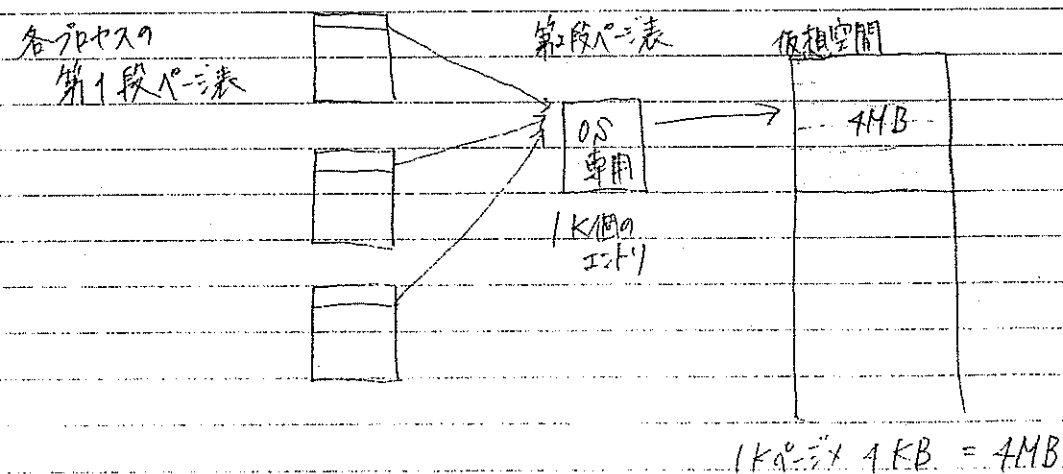 各プロセスの
第1段ページ表
第2段ページ表
仮想空間
OS
専用
4MB
1K個の
エントリ
1Kページ× 4KB = 4MB